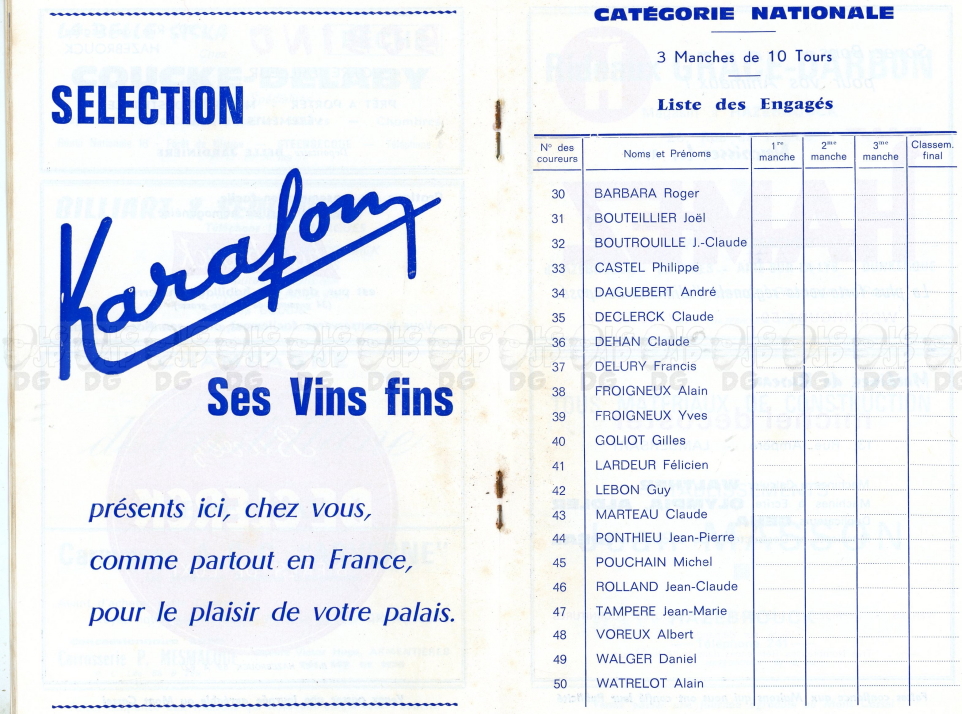 SELECTION
Karafon
Ses Vins fins
présents ici, chez vous,
comme partout en France,
pour le plaisir de votre palais.
CATÉGORIE NATIONALE
3 Manches de 10 Tours
Liste des Engagés
N° des coureurs Noms et Prénoms 1re manche 2me manche 3me manche Classem. final
30 BARBARA Roger
31 BOUTEILLIER Joël
32 BOUTROUILLE J.-Claude
33 CASTEL Philippe
34 DAGUEBERT André
35 DECLERCK Claude
36 DEHAN Claude
37 DELURY Francis
38 FROIGNEUX Alain
39 FROIGNEUX Yves
40 GOLIOT Gilles
41 LARDEUR Félicien
42 LEBON Guy
43 MARTEAU Claude
44 PONTHIEU Jean-Pierre
45 POUCHAIN Michel
46 ROLLAND Jean-Claude
47 TAMPERE Jean-Marie
48 VOREUX Albert
49 WALGER Daniel
50 WATRELOT Alain